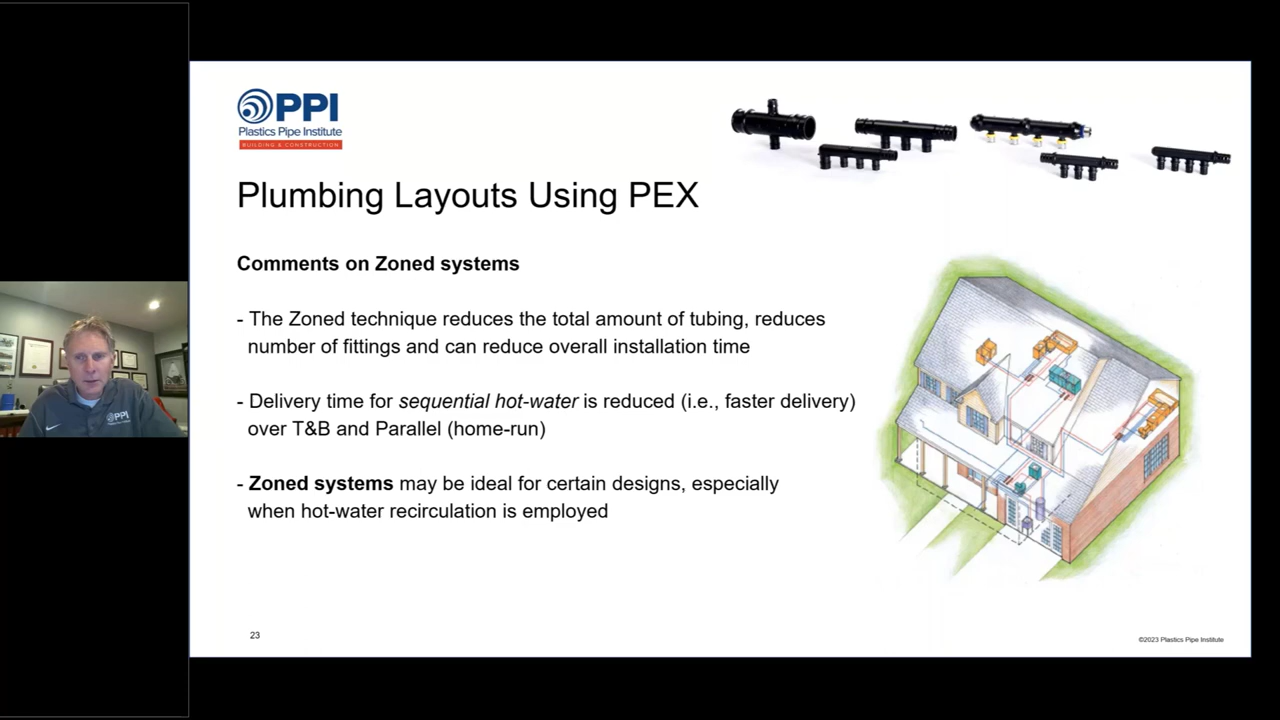 PPI
Plastics Pipe Institute
BUILDING & CONSTRUCTION
Plumbing Layouts Using PEX
Comments on Zoned systems
- The Zoned technique reduces the total amount of tubing, reduces
number of fittings and can reduce overall installation time
- Delivery time for sequential hot-water is reduced (i.e., faster delivery)
over T&B and Parallel (home-run)
- Zoned systems may be ideal for certain designs, especially
when hot-water recirculation is employed
23
©2023 Plastics Pipe Institute
PPI